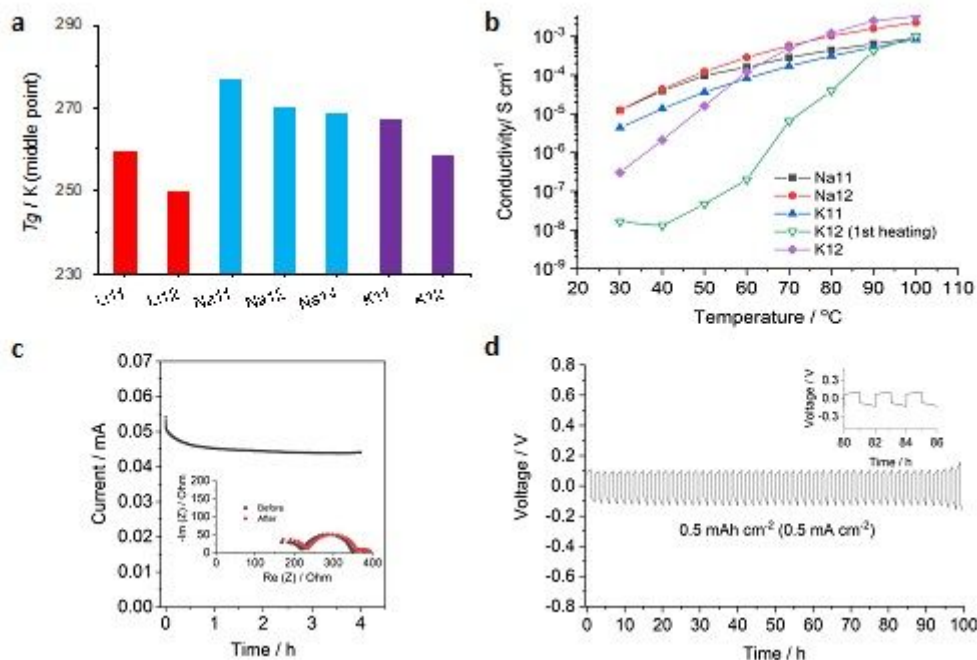 a
290
270
250
230
Tg / K (middle point)
Li11
Li12
Na11
Na12
K11
K12
b
10⁻³
10⁻⁴
10⁻⁵
10⁻⁶
10⁻⁷
10⁻⁸
10⁻⁹
Conductivity/ S cm⁻¹
Na11
Na12
K11
K12 (1st heating)
K12
20 30 40 50 60 70 80 90 100 110
Temperature / °C
c
0.07
0.06
0.05
0.04
0.03
0.02
0.01
0.00
Current / mA
200
150
100
50
0
-Im (Z) / Ohm
Before
After
0 100 200 300 400
Re (Z) / Ohm
0 1 2 3 4
Time / h
d
0.8
0.6
0.4
0.2
0.0
-0.2
-0.4
-0.6
-0.8
Voltage / V
0.3
0.0
-0.3
Voltage / V
80 82 84 86
Time / h
0.5 mAh cm⁻² (0.5 mA cm⁻²)
0 10 20 30 40 50 60 70 80 90 100
Time / h